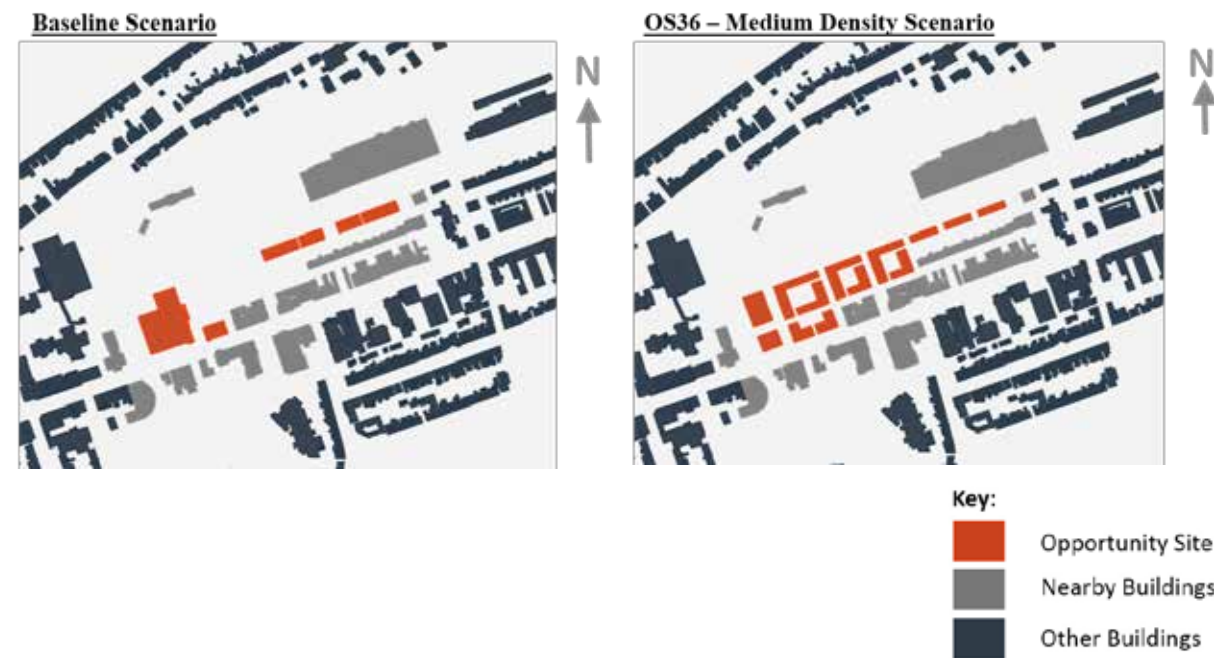 Baseline Scenario
OS36 – Medium Density Scenario
N
N
Key:
Opportunity Site
Nearby Buildings
Other Buildings